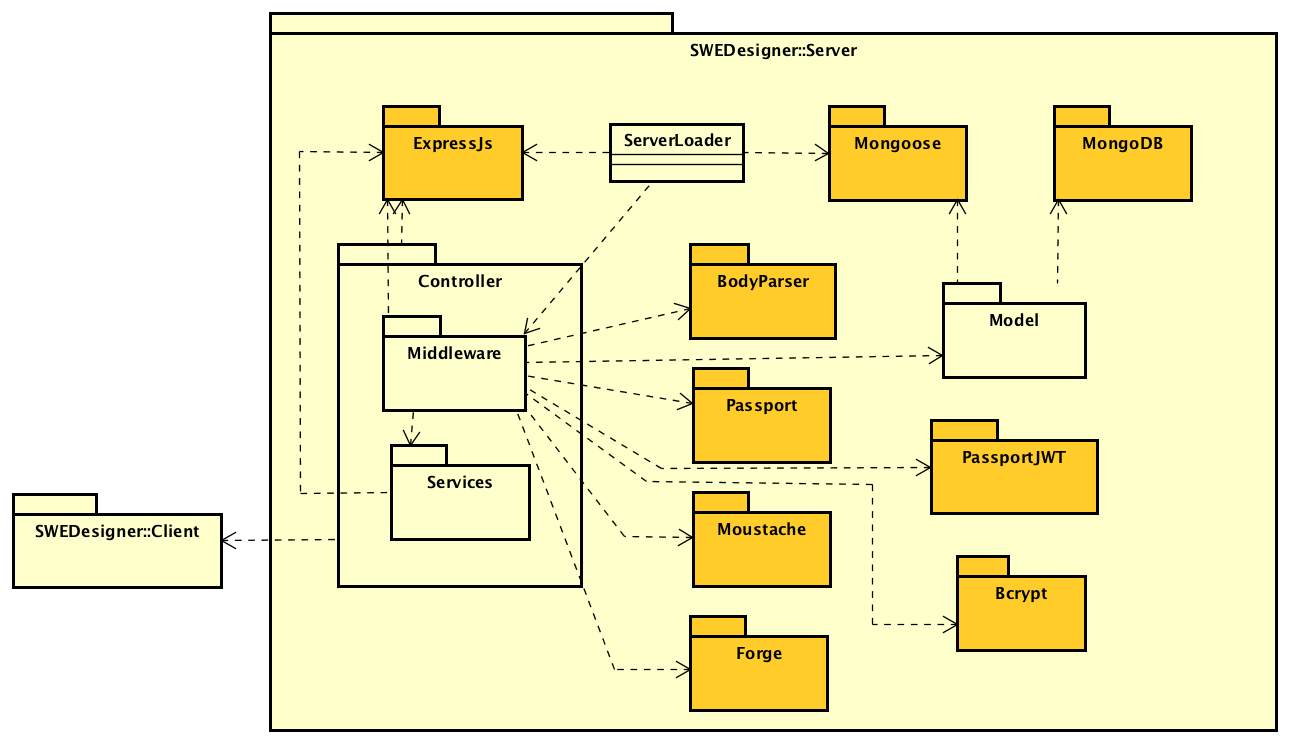 SWEDesigner::Server
ExpressJs
ServerLoader
Mongoose
MongoDB
Controller
BodyParser
Model
Middleware
Passport
PassportJWT
Services
SWEDesigner::Client
Moustache
Bcrypt
Forge